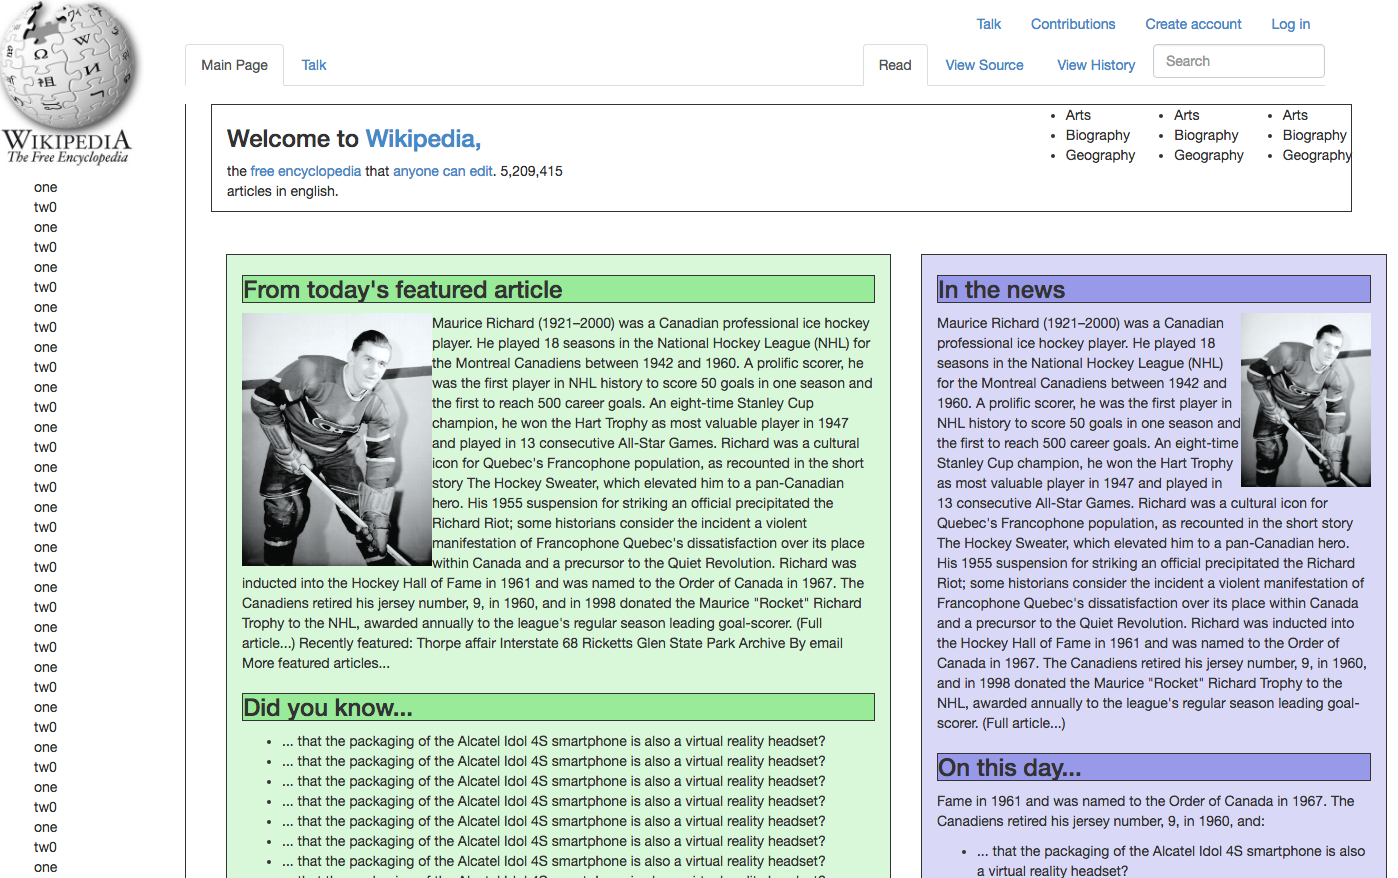 Talk Contributions Create account Log in
Main Page Talk Read View Source View History Search
WIKIPEDIA
The Free Encyclopedia
one
tw0
one
tw0
one
tw0
one
tw0
one
tw0
one
tw0
one
tw0
one
tw0
one
tw0
one
tw0
one
tw0
one
tw0
one
tw0
one
tw0
one
tw0
one
tw0
one
tw0
one
Welcome to Wikipedia,
the free encyclopedia that anyone can edit. 5,209,415
articles in english.
• Arts
• Biography
• Geography
• Arts
• Biography
• Geography
• Arts
• Biography
• Geography
From today's featured article
Maurice Richard (1921–2000) was a Canadian professional ice hockey
player. He played 18 seasons in the National Hockey League (NHL) for
the Montreal Canadiens between 1942 and 1960. A prolific scorer, he
was the first player in NHL history to score 50 goals in one season and
the first to reach 500 career goals. An eight-time Stanley Cup
champion, he won the Hart Trophy as most valuable player in 1947
and played in 13 consecutive All-Star Games. Richard was a cultural
icon for Quebec's Francophone population, as recounted in the short
story The Hockey Sweater, which elevated him to a pan-Canadian
hero. His 1955 suspension for striking an official precipitated the
Richard Riot; some historians consider the incident a violent
manifestation of Francophone Quebec's dissatisfaction over its place
within Canada and a precursor to the Quiet Revolution. Richard was
inducted into the Hockey Hall of Fame in 1961 and was named to the Order of Canada in 1967. The
Canadiens retired his jersey number, 9, in 1960, and in 1998 donated the Maurice "Rocket" Richard
Trophy to the NHL, awarded annually to the league's regular season leading goal-scorer. (Full
article...) Recently featured: Thorpe affair Interstate 68 Ricketts Glen State Park Archive By email
More featured articles...
Did you know...
• ... that the packaging of the Alcatel Idol 4S smartphone is also a virtual reality headset?
• ... that the packaging of the Alcatel Idol 4S smartphone is also a virtual reality headset?
• ... that the packaging of the Alcatel Idol 4S smartphone is also a virtual reality headset?
• ... that the packaging of the Alcatel Idol 4S smartphone is also a virtual reality headset?
• ... that the packaging of the Alcatel Idol 4S smartphone is also a virtual reality headset?
• ... that the packaging of the Alcatel Idol 4S smartphone is also a virtual reality headset?
• ... that the packaging of the Alcatel Idol 4S smartphone is also a virtual reality headset?
In the news
Maurice Richard (1921–2000) was a Canadian
professional ice hockey player. He played 18
seasons in the National Hockey League (NHL)
for the Montreal Canadiens between 1942 and
1960. A prolific scorer, he was the first player in
NHL history to score 50 goals in one season and
the first to reach 500 career goals. An eight-time
Stanley Cup champion, he won the Hart Trophy
as most valuable player in 1947 and played in
13 consecutive All-Star Games. Richard was a cultural icon for
Quebec's Francophone population, as recounted in the short story
The Hockey Sweater, which elevated him to a pan-Canadian hero.
His 1955 suspension for striking an official precipitated the Richard
Riot; some historians consider the incident a violent manifestation of
Francophone Quebec's dissatisfaction over its place within Canada
and a precursor to the Quiet Revolution. Richard was inducted into
the Hockey Hall of Fame in 1961 and was named to the Order of
Canada in 1967. The Canadiens retired his jersey number, 9, in 1960,
and in 1998 donated the Maurice "Rocket" Richard Trophy to the
NHL, awarded annually to the league's regular season leading goal-
scorer. (Full article...)
On this day...
Fame in 1961 and was named to the Order of Canada in 1967. The
Canadiens retired his jersey number, 9, in 1960, and:
• ... that the packaging of the Alcatel Idol 4S smartphone is also
a virtual reality headset?